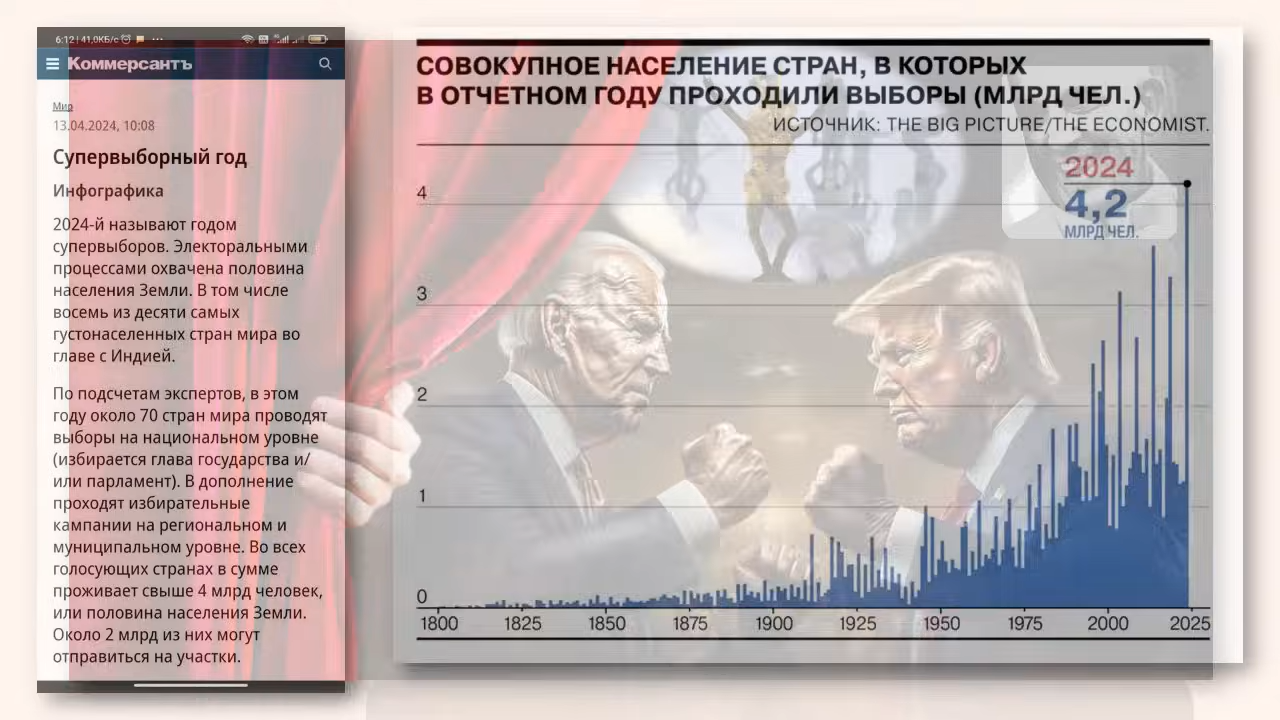 6:12 | 41,0КБ/с
Коммерсантъ
Мир
13.04.2024, 10:08
Супервыборный год
Инфографика
2024-й называют годом
супервыборов. Электоральными
процессами охвачена половина
населения Земли. В том числе
восемь из десяти самых
густонаселенных стран мира во
главе с Индией.
По подсчетам экспертов, в этом
году около 70 стран мира проводят
выборы на национальном уровне
(избирается глава государства и/
или парламент). В дополнение
проходят избирательные
кампании на региональном и
муниципальном уровне. Во всех
голосующих странах в сумме
проживает свыше 4 млрд человек,
или половина населения Земли.
Около 2 млрд из них могут
отправиться на участки.
СОВОКУПНОЕ НАСЕЛЕНИЕ СТРАН, В КОТОРЫХ
В ОТЧЕТНОМ ГОДУ ПРОХОДИЛИ ВЫБОРЫ (МЛРД ЧЕЛ.)
ИСТОЧНИК: THE BIG PICTURE/THE ECONOMIST.
2024
4,2
МЛРД ЧЕЛ.
4
3
2
1
0
1800 1825 1850 1875 1900 1925 1950 1975 2000 2025